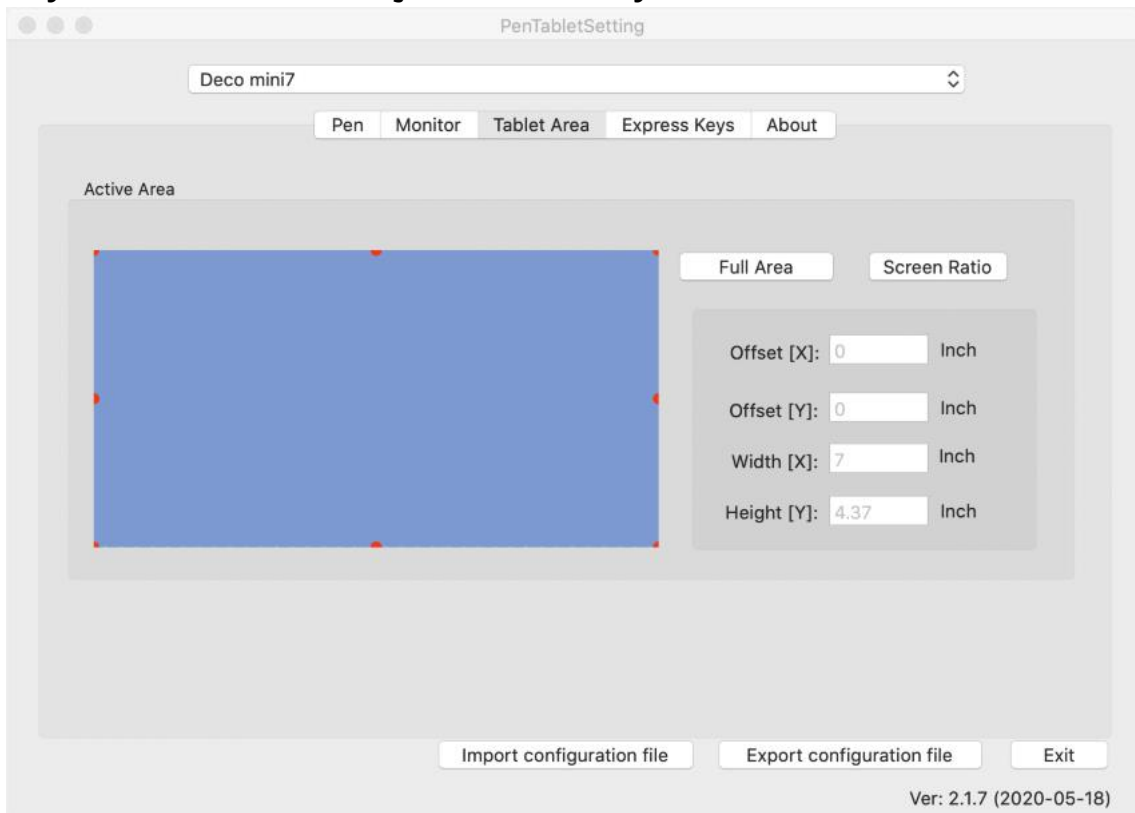 PenTabletSetting
Deco mini7
Pen Monitor Tablet Area Express Keys About
Active Area
Full Area Screen Ratio
Offset [X]: 0 Inch
Offset [Y]: 0 Inch
Width [X]: 7 Inch
Height [Y]: 4.37 Inch
Import configuration file Export configuration file Exit
Ver: 2.1.7 (2020-05-18)